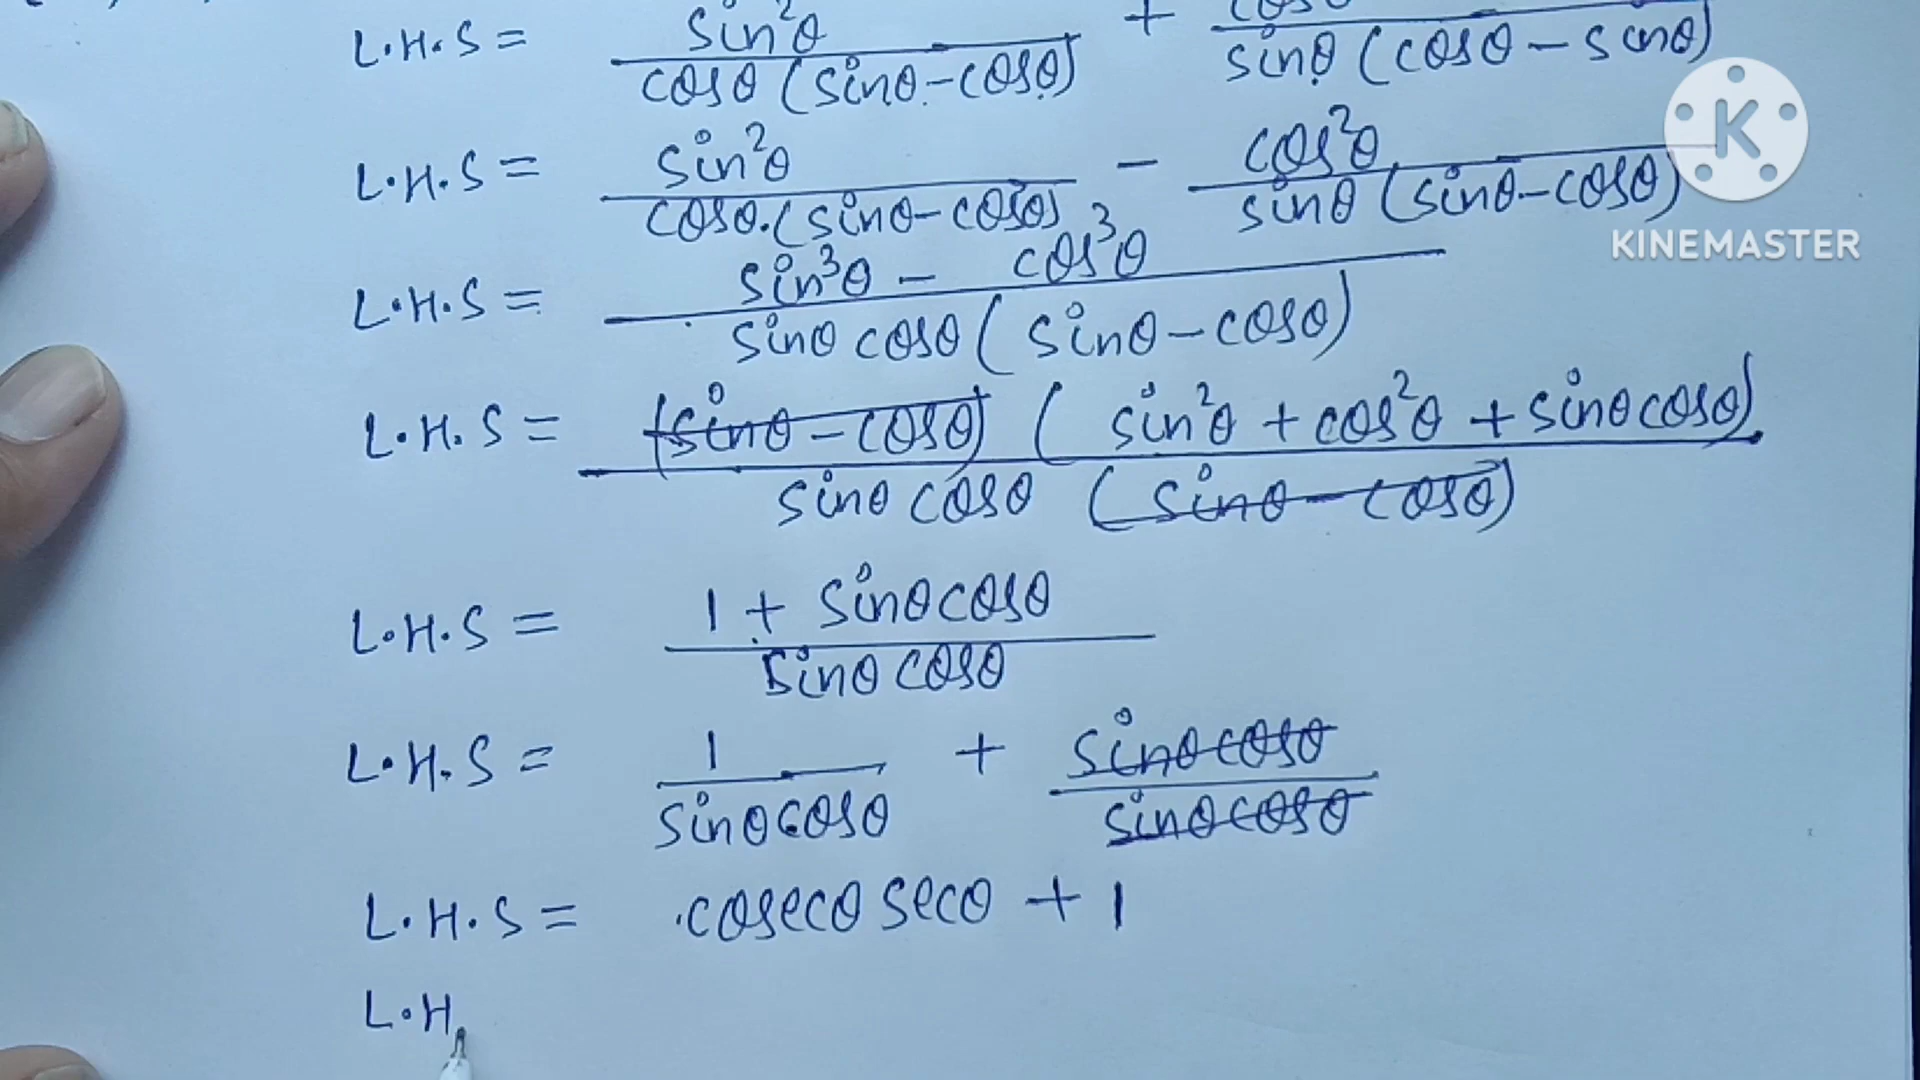 L.H.S = sin²θ / cosθ (sinθ - cosθ) + / sinθ (cosθ - sinθ)
L.H.S = sin²θ / cosθ.(sinθ - cosθ) - cos²θ / sinθ (sinθ - cosθ)
L.H.S = sin³θ - cos³θ / sinθ cosθ (sinθ - cosθ)
L.H.S = (sinθ - cosθ) (sin²θ + cos²θ + sinθ cosθ) / sinθ cosθ (sinθ - cosθ)
L.H.S = 1 + sinθ cosθ / sinθ cosθ
L.H.S = 1 / sinθ cosθ + sinθ cosθ / sinθ cosθ
L.H.S = cosecθ secθ + 1
L.H.
K
KINEMASTER